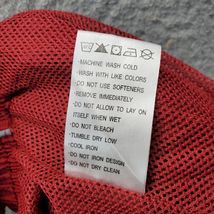 ·MACHINE WASH COLD
·WASH WITH LIKE COLORS
·DO NOT USE SOFTENERS
·REMOVE IMMEDIATELY
·DO NOT ALLOW TO LAY ON
ITSELF WHEN WET
·DO NOT BLEACH
·TUMBLE DRY LOW
·COOL IRON
·DO NOT IRON DESIGN
·DO NOT DRY CLEAN